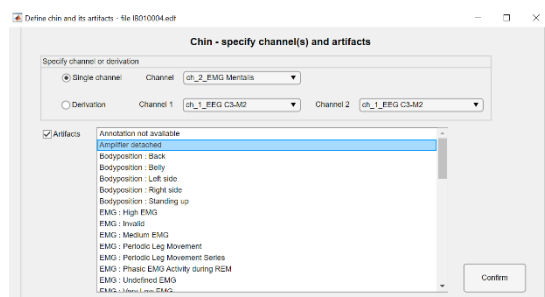 Define chin and its artifacts - file IB010004.edf
Chin - specify channel(s) and artifacts
Specify channel or derivation
Single channel Channel ch_2_EMG Mentalis
Derivation Channel 1 ch_1_EEG C3-M2 Channel 2 ch_1_EEG C3-M2
Artifacts
Annotation not available
Amplifier detached
Bodyposition : Back
Bodyposition : Belly
Bodyposition : Left side
Bodyposition : Right side
Bodyposition : Standing up
EMG : High EMG
EMG : Invalid
EMG : Medium EMG
EMG : Periodic Leg Movement
EMG : Periodic Leg Movement Series
EMG : Phasic EMG Activity during REM
EMG : Undefined EMG
EMG : Very Low EMG
Confirm